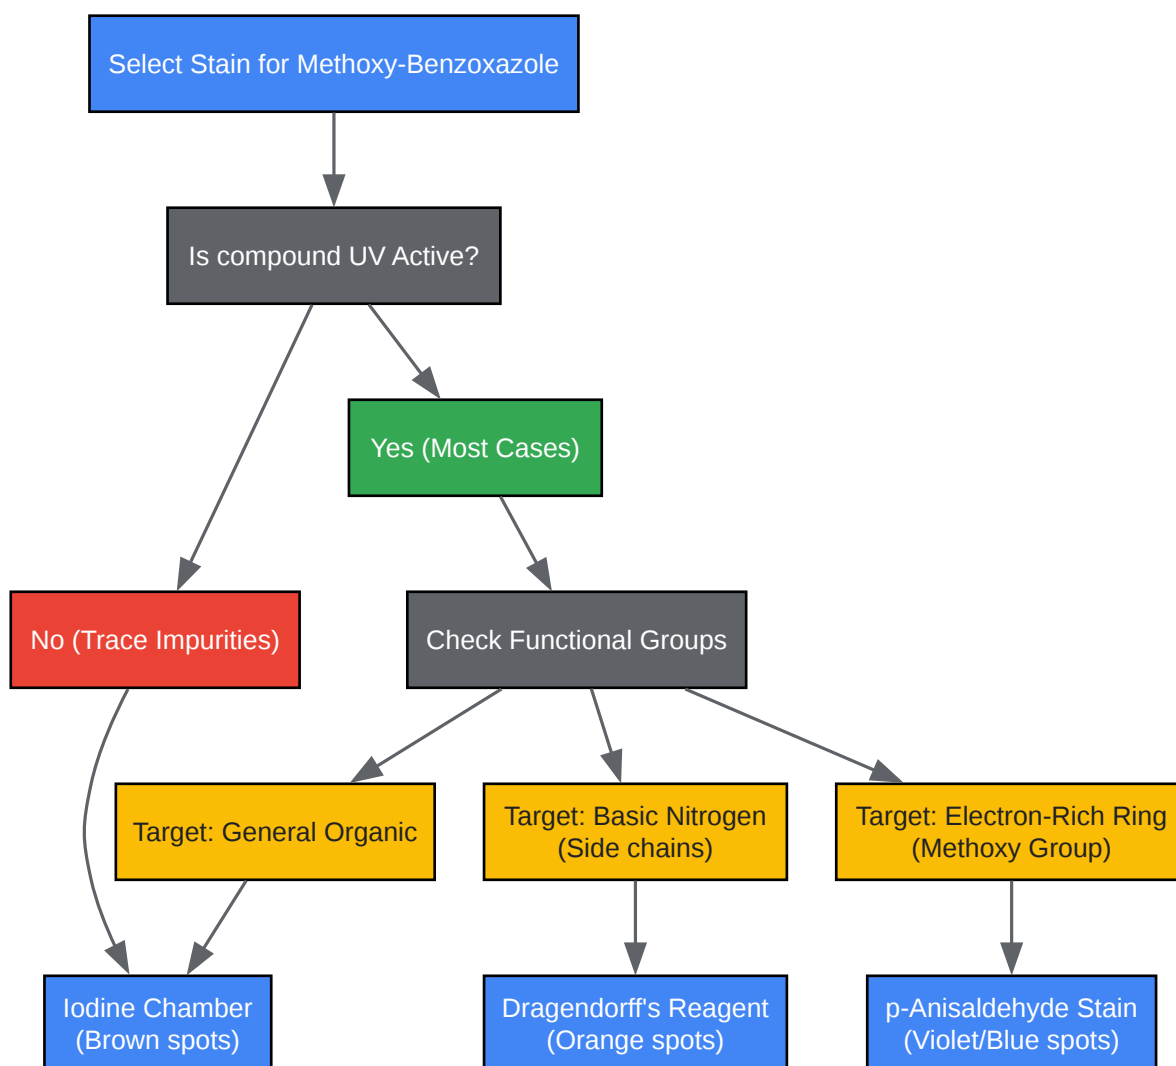 Select Stain for Methoxy-Benzoxazole
Is compound UV Active?
Yes (Most Cases)
No (Trace Impurities)
Check Functional Groups
Target: General Organic
Target: Basic Nitrogen
(Side chains)
Target: Electron-Rich Ring
(Methoxy Group)
Iodine Chamber
(Brown spots)
Dragendorff's Reagent
(Orange spots)
p-Anisaldehyde Stain
(Violet/Blue spots)